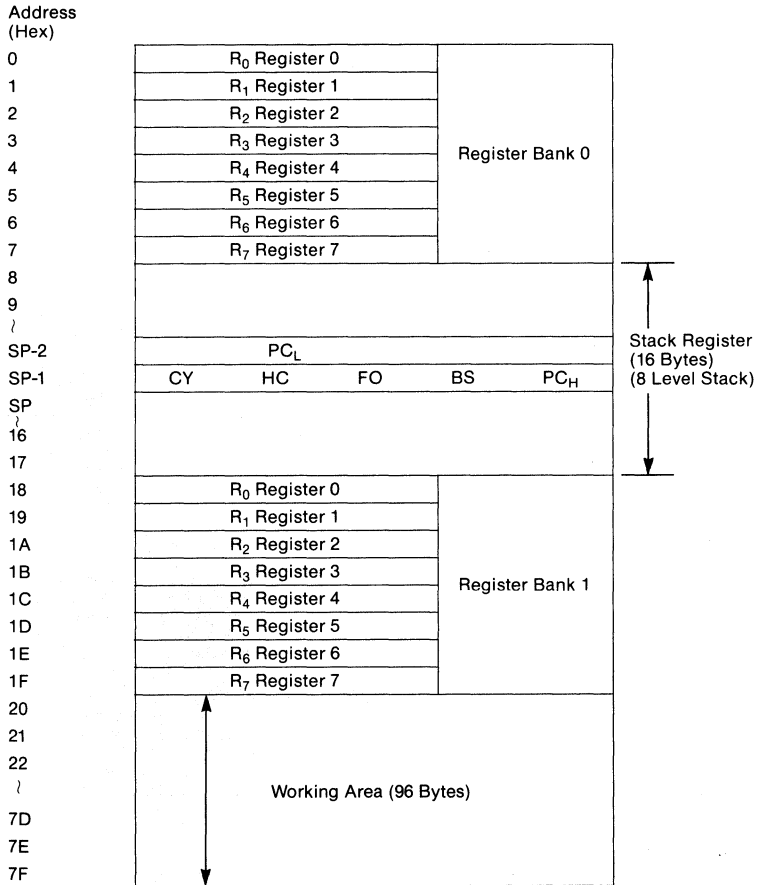 Address
(Hex)
0 R0 Register 0
1 R1 Register 1
2 R2 Register 2
3 R3 Register 3 Register Bank 0
4 R4 Register 4
5 R5 Register 5
6 R6 Register 6
7 R7 Register 7
8
9
~
SP-2 PCL
SP-1 CY HC FO BS PCH
Stack Register
(16 Bytes)
(8 Level Stack)
SP
~
16
17
18 R0 Register 0
19 R1 Register 1
1A R2 Register 2
1B R3 Register 3 Register Bank 1
1C R4 Register 4
1D R5 Register 5
1E R6 Register 6
1F R7 Register 7
20
21
22
~ Working Area (96 Bytes)
7D
7E
7F